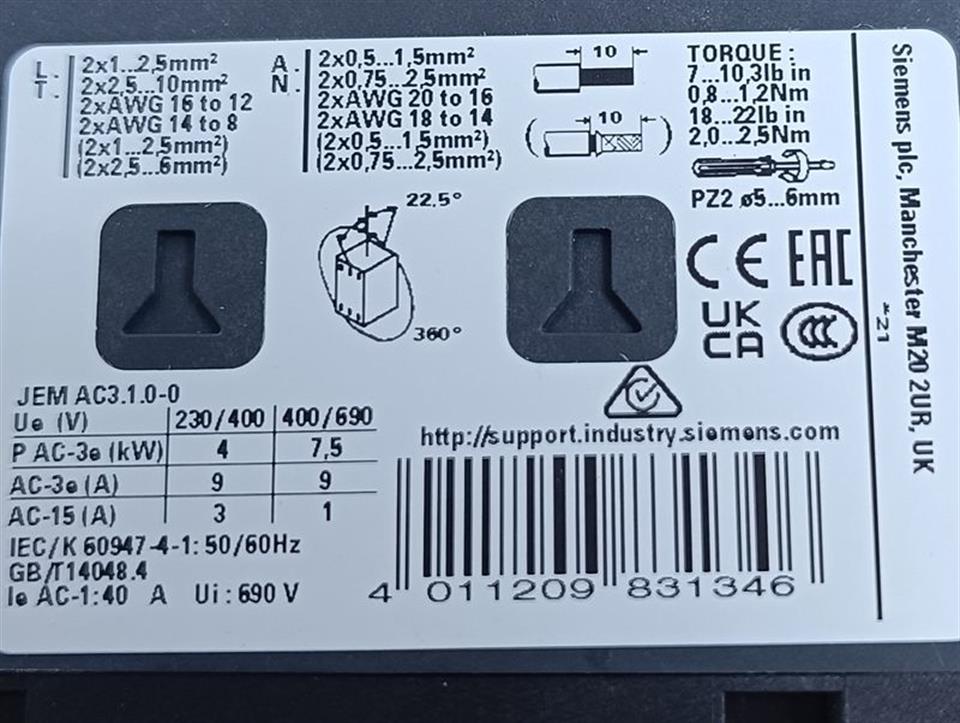 L. T.
2x1...2,5mm²
2x2,5...10mm²
2xAWG 16 to 12
2xAWG 14 to 8
(2x1...2,5mm²)
(2x2,5...6mm²)
A. N.
2x0,5...1,5mm²
2x0,75...2,5mm²
2xAWG 20 to 16
2xAWG 18 to 14
(2x0,5...1,5mm²)
(2x0,75...2,5mm²)
10
10
TORQUE :
7...10,3lb in
0,8...1,2Nm
18...22lb in
2,0...2,5Nm
PZ2 ø5...6mm
22,5°
360°
CE EAC
UK
CA
CCC
JEM AC3.1.0-0
Ue (V) 230/400 400/690
P AC-3e (kW) 4 7,5
AC-3e (A) 9 9
AC-15 (A) 3 1
IEC/K 60947-4-1: 50/60Hz
GB/T14048.4
Ie AC-1:40 A Ui : 690 V
http://support.industry.siemens.com
4 011209 831346
Siemens plc, Manchester M20 2UR, UK
*21